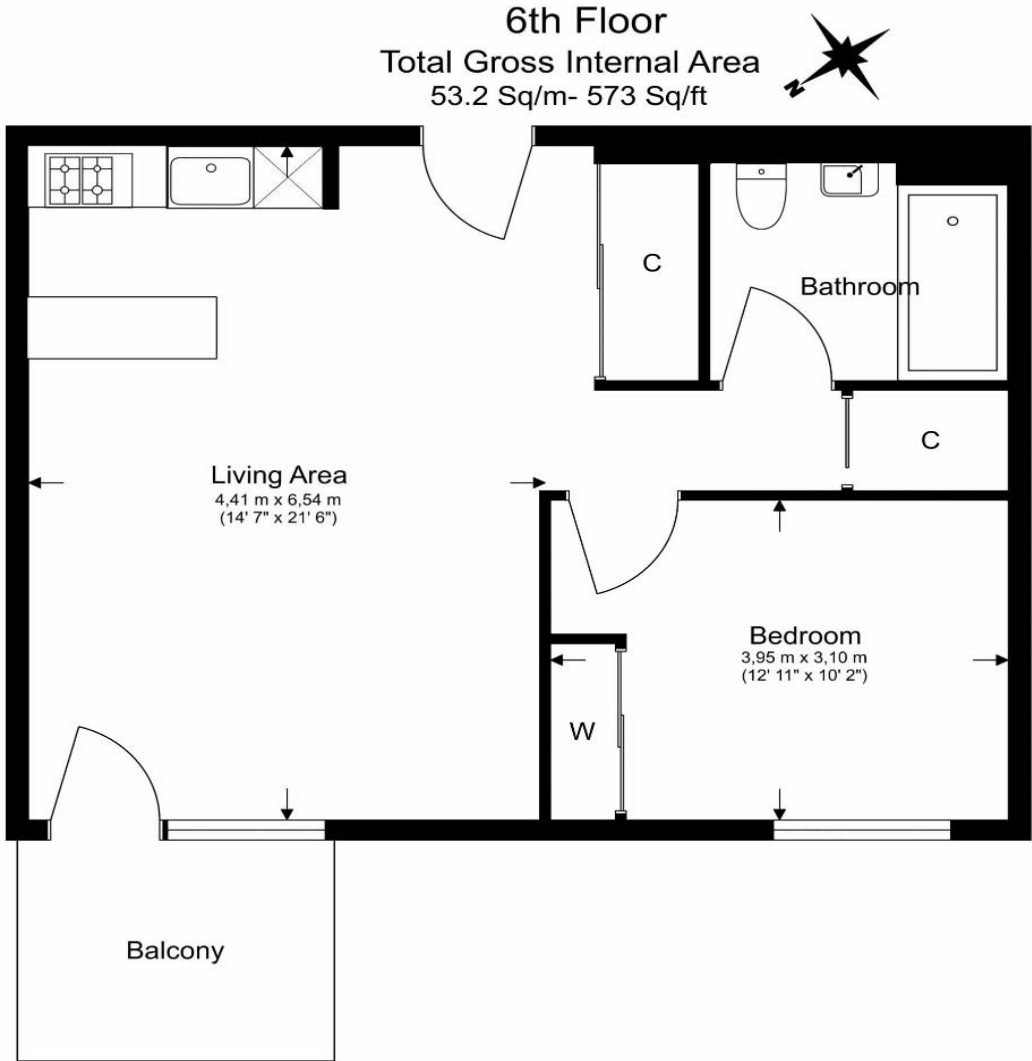 6th Floor
Total Gross Internal Area
53.2 Sq/m- 573 Sq/ft
N
C
Bathroom
C
Living Area
4,41 m x 6,54 m
(14' 7" x 21' 6")
Bedroom
3,95 m x 3,10 m
(12' 11" x 10' 2")
W
Balcony